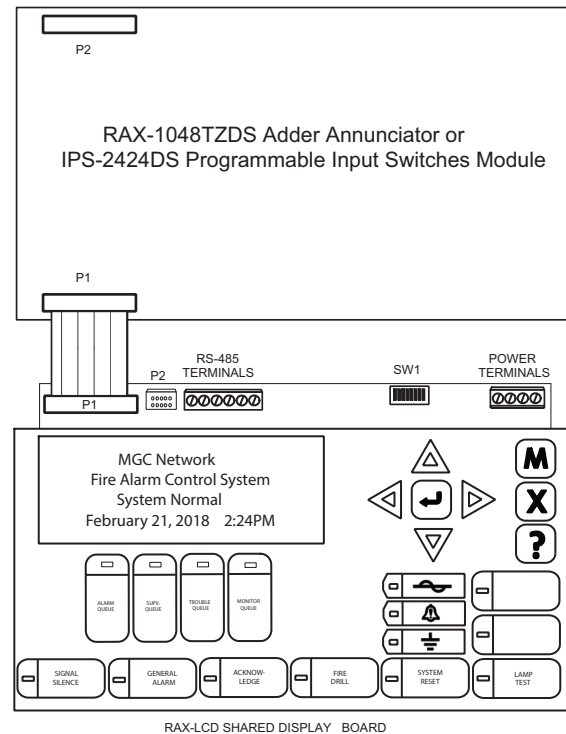 P2
RAX-1048TZDS Adder Annunciator or
IPS-2424DS Programmable Input Switches Module
P1
P1
P2
RS-485
TERMINALS
SW1
POWER
TERMINALS
MGC Network
Fire Alarm Control System
System Normal
February 21, 2018 2:24PM
M
X
?
ALARM
QUEUE
SUPV.
QUEUE
TROUBLE
QUEUE
MONITOR
QUEUE
SIGNAL
SILENCE
GENERAL
ALARM
ACKNOW-
LEDGE
FIRE
DRILL
SYSTEM
RESET
LAMP
TEST
RAX-LCD SHARED DISPLAY BOARD